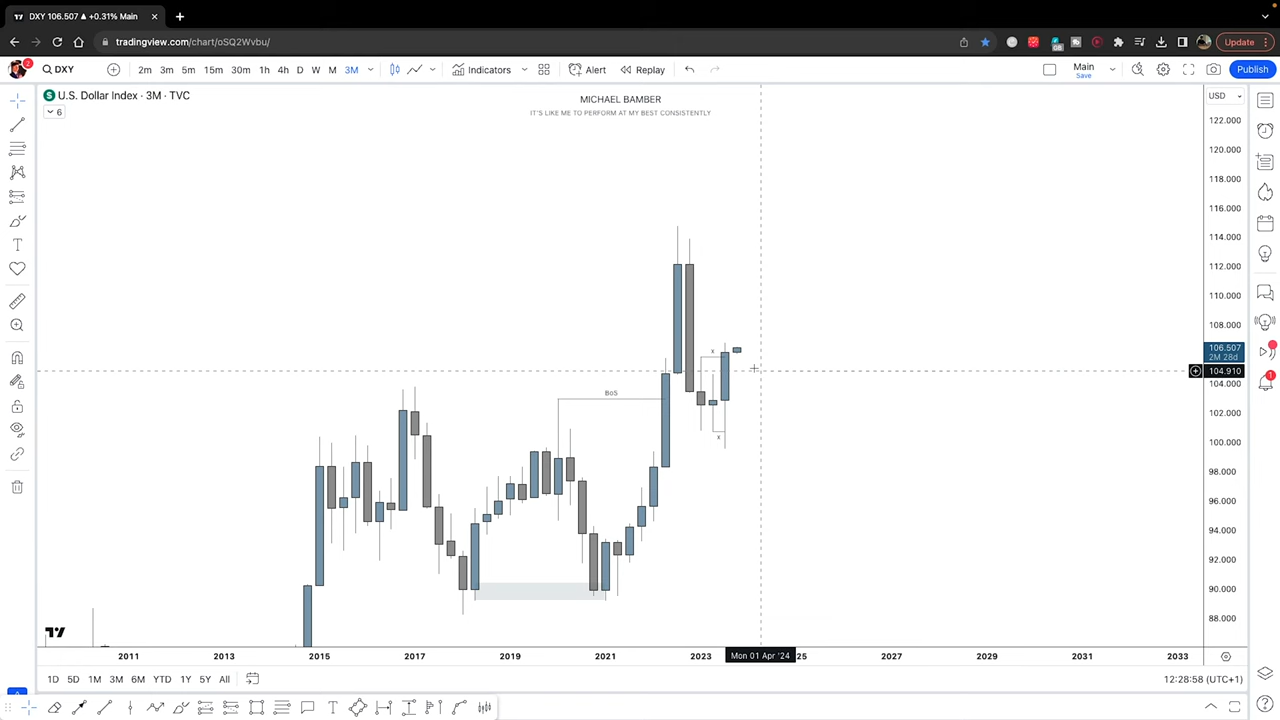 DXY 106.507 ▲ +0.31% Main
tradingview.com/chart/oSQ2Wvbu/
Update
2
DXY
2m 3m 5m 15m 30m 1h 4h D W M 3M
Indicators
Alert
Replay
Main
Save
Publish
U.S. Dollar Index · 3M · TVC
6
MICHAEL BAMBER
IT'S LIKE ME TO PERFORM AT MY BEST CONSISTENTLY
USD
122.000
120.000
118.000
116.000
114.000
112.000
110.000
108.000
106.507
2M 28d
104.910
104.000
102.000
100.000
98.000
96.000
94.000
92.000
90.000
88.000
x
BoS
x
1
2011 2013 2015 2017 2019 2021 2023 Mon 01 Apr '24 25 2027 2029 2031 2033
1D 5D 1M 3M 6M YTD 1Y 5Y All
12:28:58 (UTC+1)